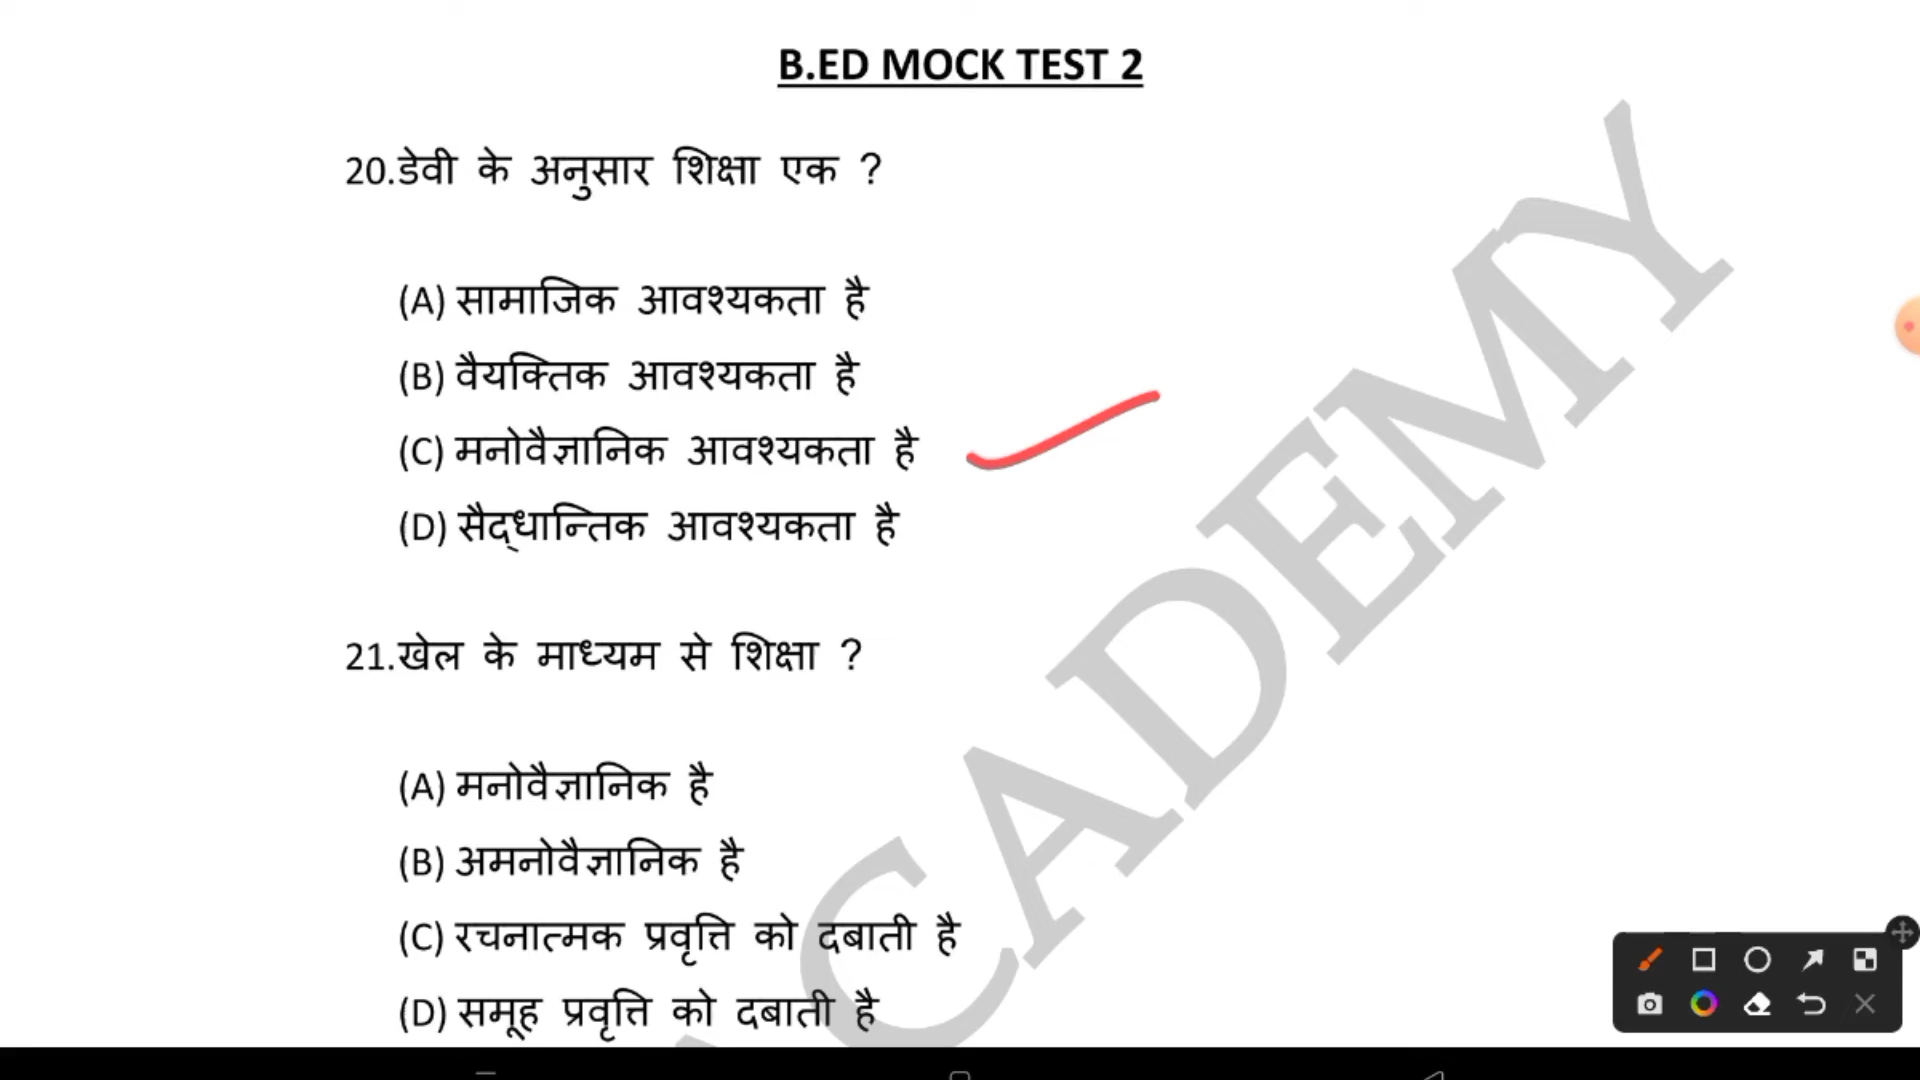 B.ED MOCK TEST 2
20.डेवी के अनुसार शिक्षा एक ?
(A) सामाजिक आवश्यकता है
(B) वैयक्तिक आवश्यकता है
(C) मनोवैज्ञानिक आवश्यकता है
(D) सैद्धान्तिक आवश्यकता है
21.खेल के माध्यम से शिक्षा ?
(A) मनोवैज्ञानिक है
(B) अमनोवैज्ञानिक है
(C) रचनात्मक प्रवृत्ति को दबाती है
(D) समूह प्रवृत्ति को दबाती है
CADEMY